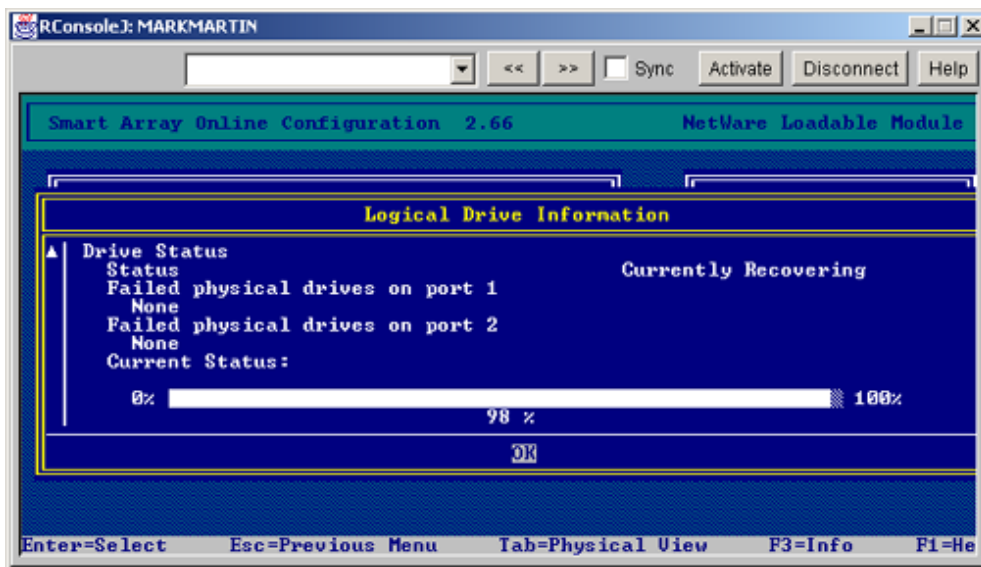 RConsoleJ: MARKMARTIN
<< >> Sync Activate Disconnect Help
Smart Array Online Configuration 2.66 NetWare Loadable Module
Logical Drive Information
Drive Status
Status Currently Recovering
Failed physical drives on port 1
None
Failed physical drives on port 2
None
Current Status:
0% 100%
98 %
OK
Enter=Select Esc=Previous Menu Tab=Physical View F3=Info F1=He